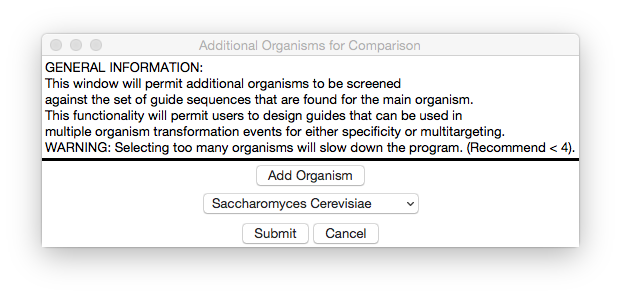 Additional Organisms for Comparison
GENERAL INFORMATION:
This window will permit additional organisms to be screened
against the set of guide sequences that are found for the main organism.
This functionality will permit users to design guides that can be used in
multiple organism transformation events for either specificity or multitargeting.
WARNING: Selecting too many organisms will slow down the program. (Recommend < 4).
Add Organism
Saccharomyces Cerevisiae
Submit Cancel